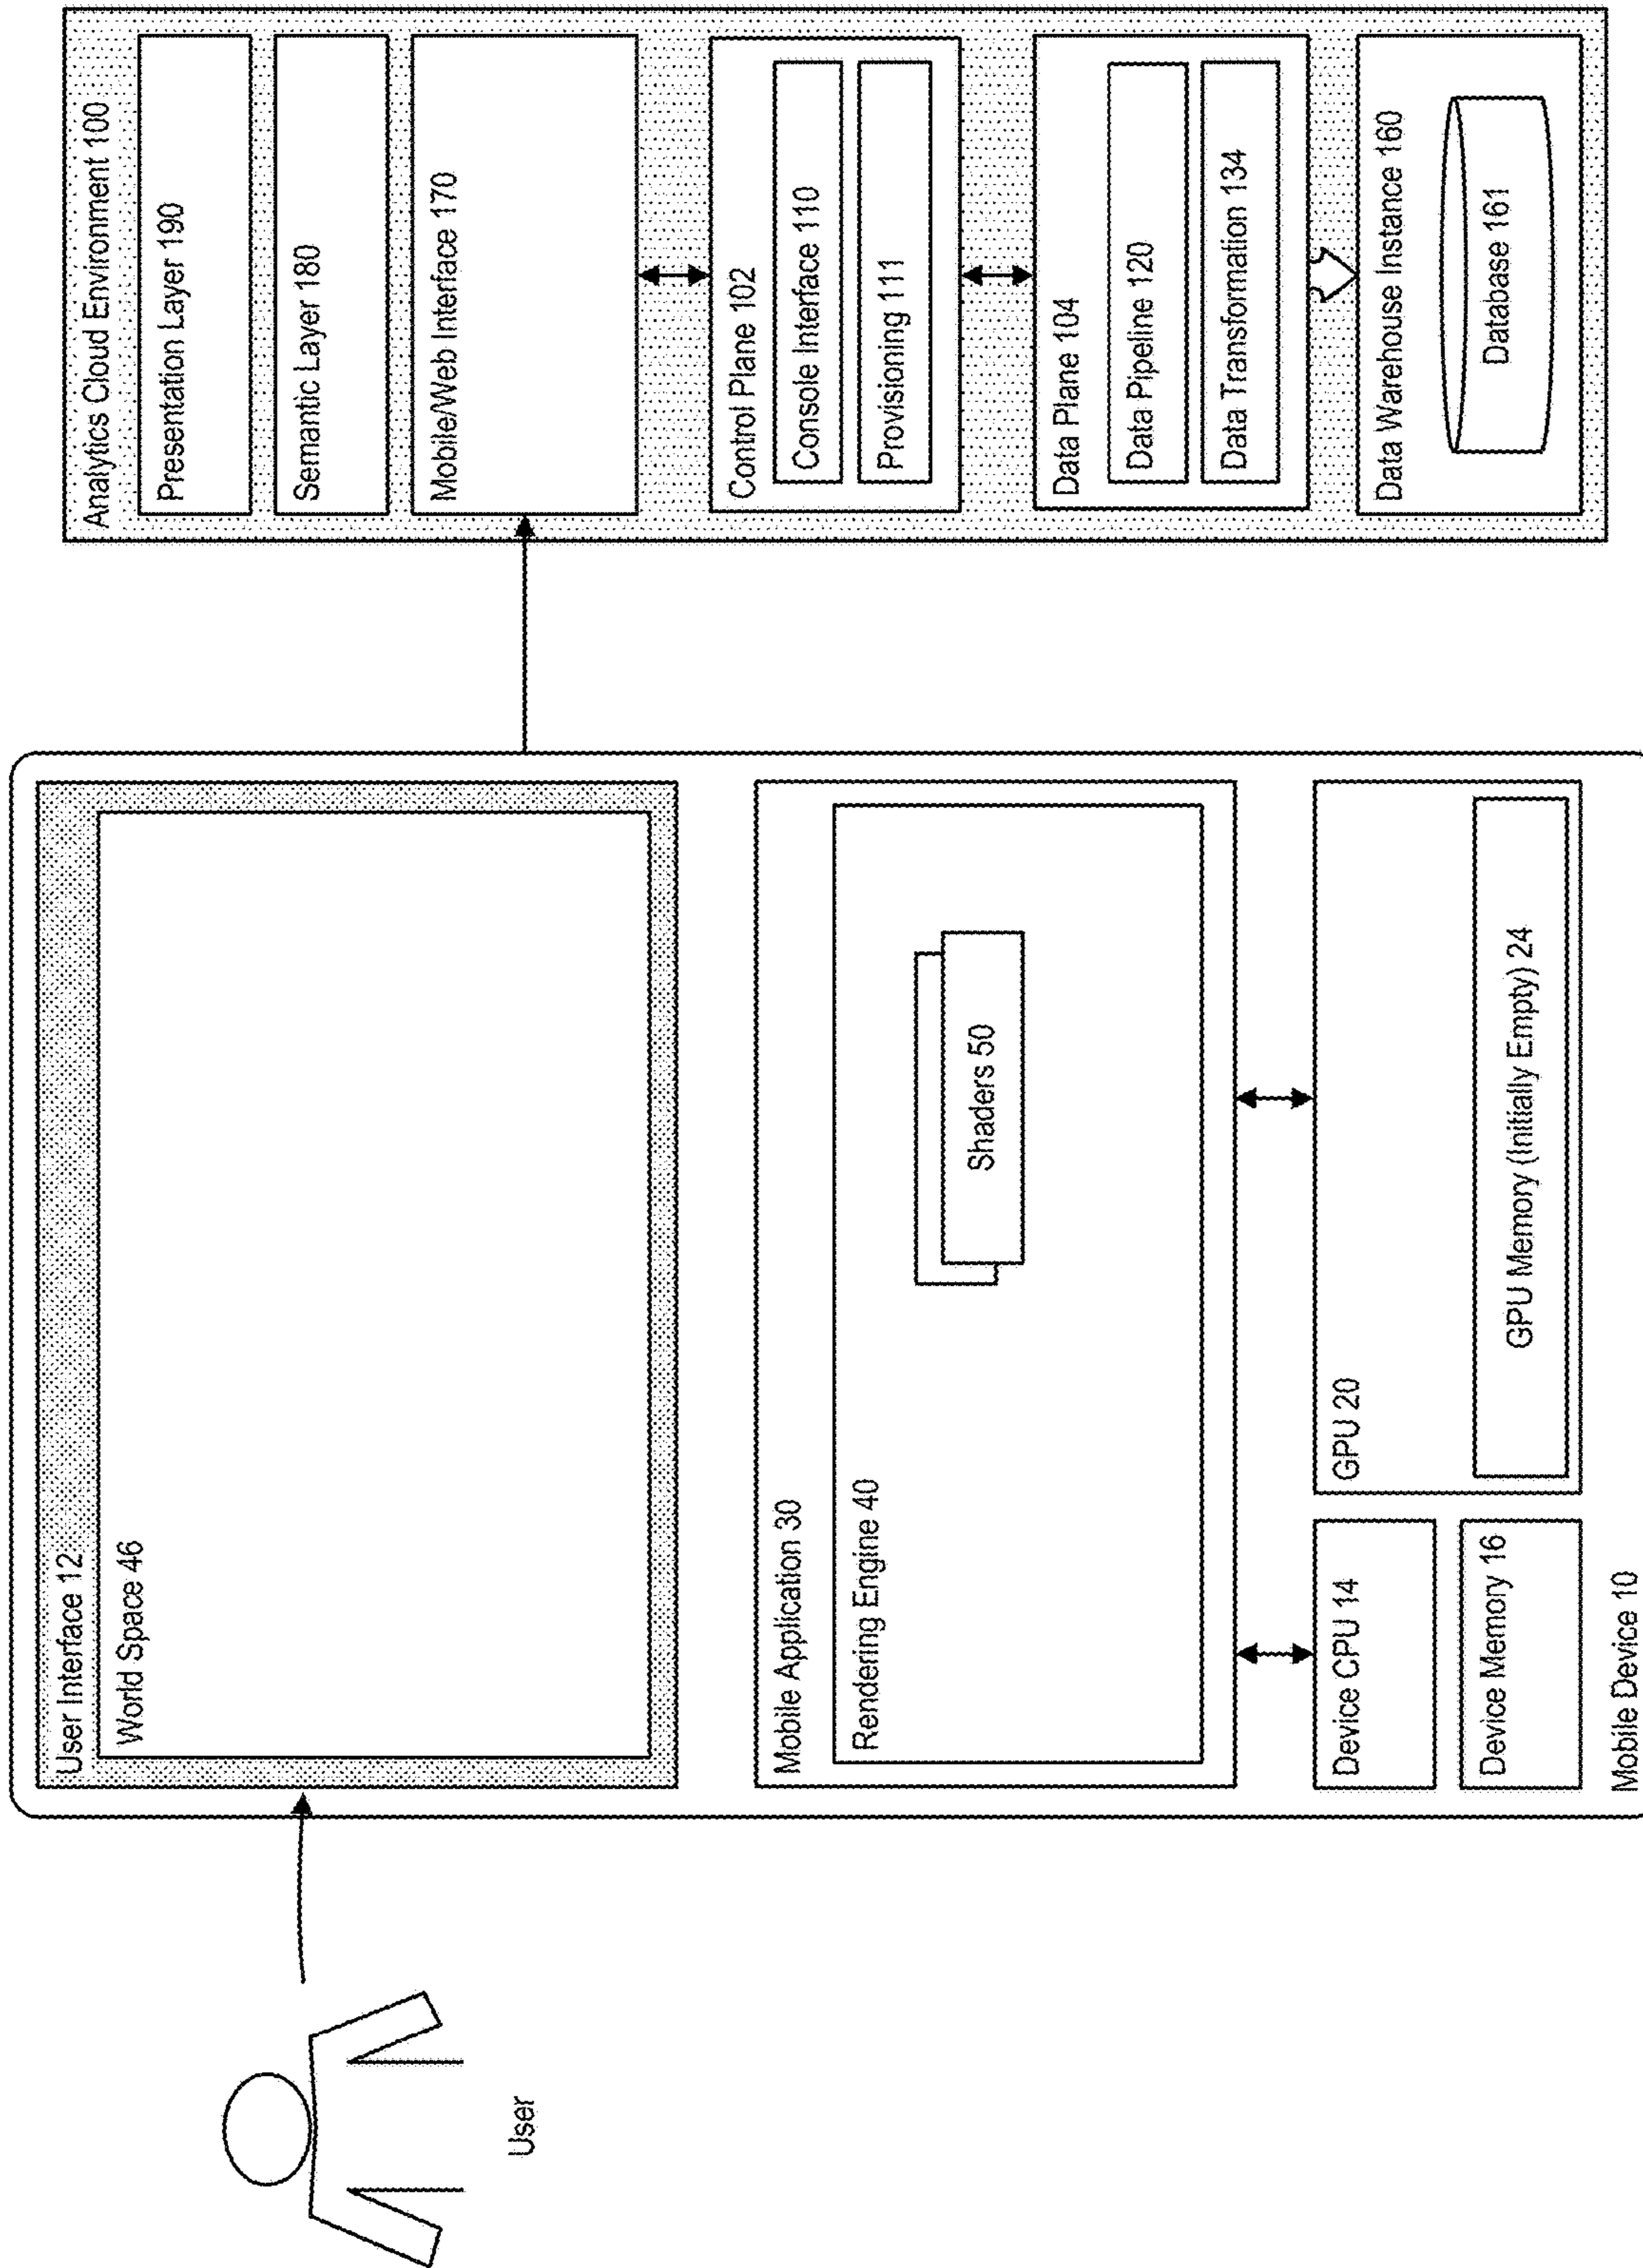 User
User Interface 12
World Space 46
Mobile Application 30
Rendering Engine 40
Shaders 50
Device CPU 14
Device Memory 16
GPU 20
GPU Memory (Initially Empty) 24
Mobile Device 10
Analytics Cloud Environment 100
Presentation Layer 190
Semantic Layer 180
Mobile/Web Interface 170
Control Plane 102
Console Interface 110
Provisioning 111
Data Plane 104
Data Pipeline 120
Data Transformation 134
Data Warehouse Instance 160
Database 161